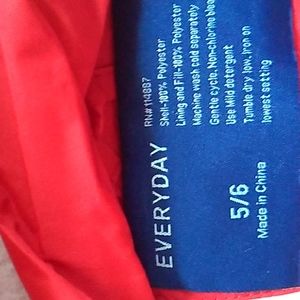 EVERYDAY
RN# 114887
Shell-100% Polyester
Lining and Fill-100% Polyester
Machine wash cold separately
Gentle cycle, Non-chlorine
Use Mild detergent
Tumble dry, low, iron on
lowest setting
5/6
Made in China